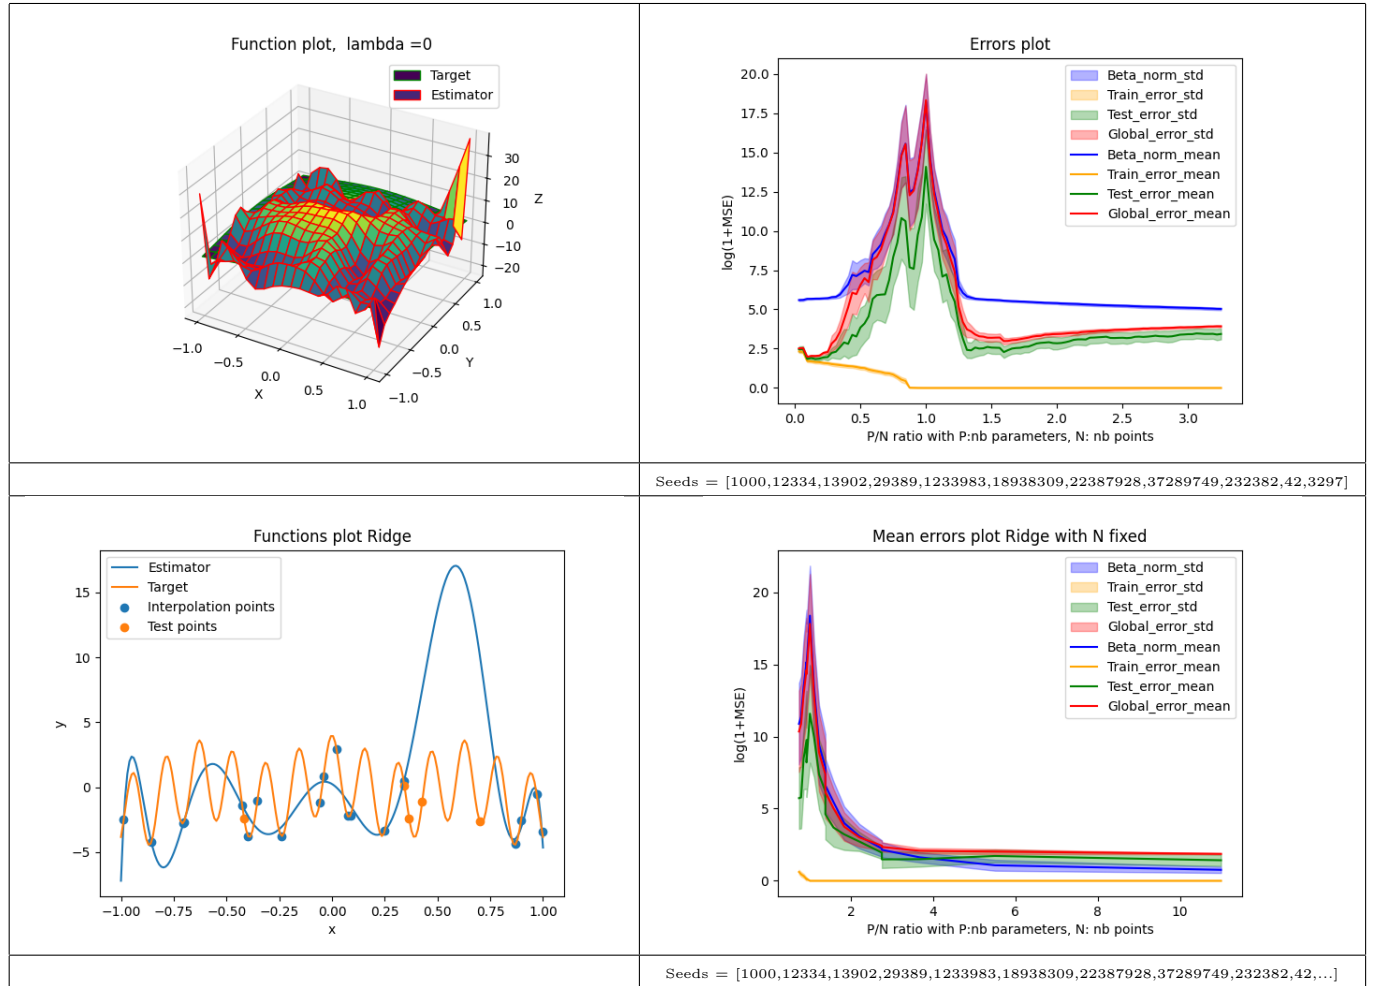 Function plot, lambda =0
Target
Estimator
30
20
10
0
−10
−20
Z
−1.0
−0.5
0.0
0.5
1.0
X
−1.0
−0.5
0.0
0.5
1.0
Y
Errors plot
20.0
17.5
15.0
12.5
10.0
7.5
5.0
2.5
0.0
log(1+MSE)
Beta_norm_std
Train_error_std
Test_error_std
Global_error_std
Beta_norm_mean
Train_error_mean
Test_error_mean
Global_error_mean
0.0 0.5 1.0 1.5 2.0 2.5 3.0
P/N ratio with P:nb parameters, N: nb points
Seeds = [1000,12334,13902,29389,1233983,18938309,22387928,37289749,232382,42,3297]
Functions plot Ridge
Estimator
Target
Interpolation points
Test points
15
10
5
0
−5
y
−1.00 −0.75 −0.50 −0.25 0.00 0.25 0.50 0.75 1.00
x
Mean errors plot Ridge with N fixed
20
15
10
5
0
log(1+MSE)
Beta_norm_std
Train_error_std
Test_error_std
Global_error_std
Beta_norm_mean
Train_error_mean
Test_error_mean
Global_error_mean
2 4 6 8 10
P/N ratio with P:nb parameters, N: nb points
Seeds = [1000,12334,13902,29389,1233983,18938309,22387928,37289749,232382,42,...]